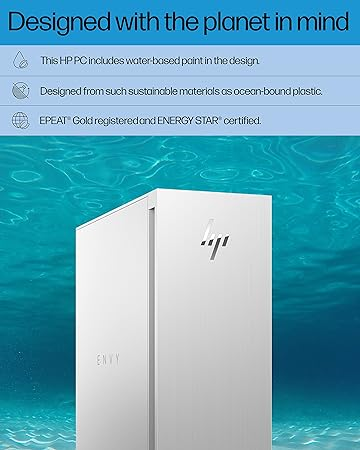 Designed with the planet in mind
This HP PC includes water-based paint in the design.
Designed from such sustainable materials as ocean-bound plastic.
EPEAT® Gold registered and ENERGY STAR® certified.
hp
ENVY